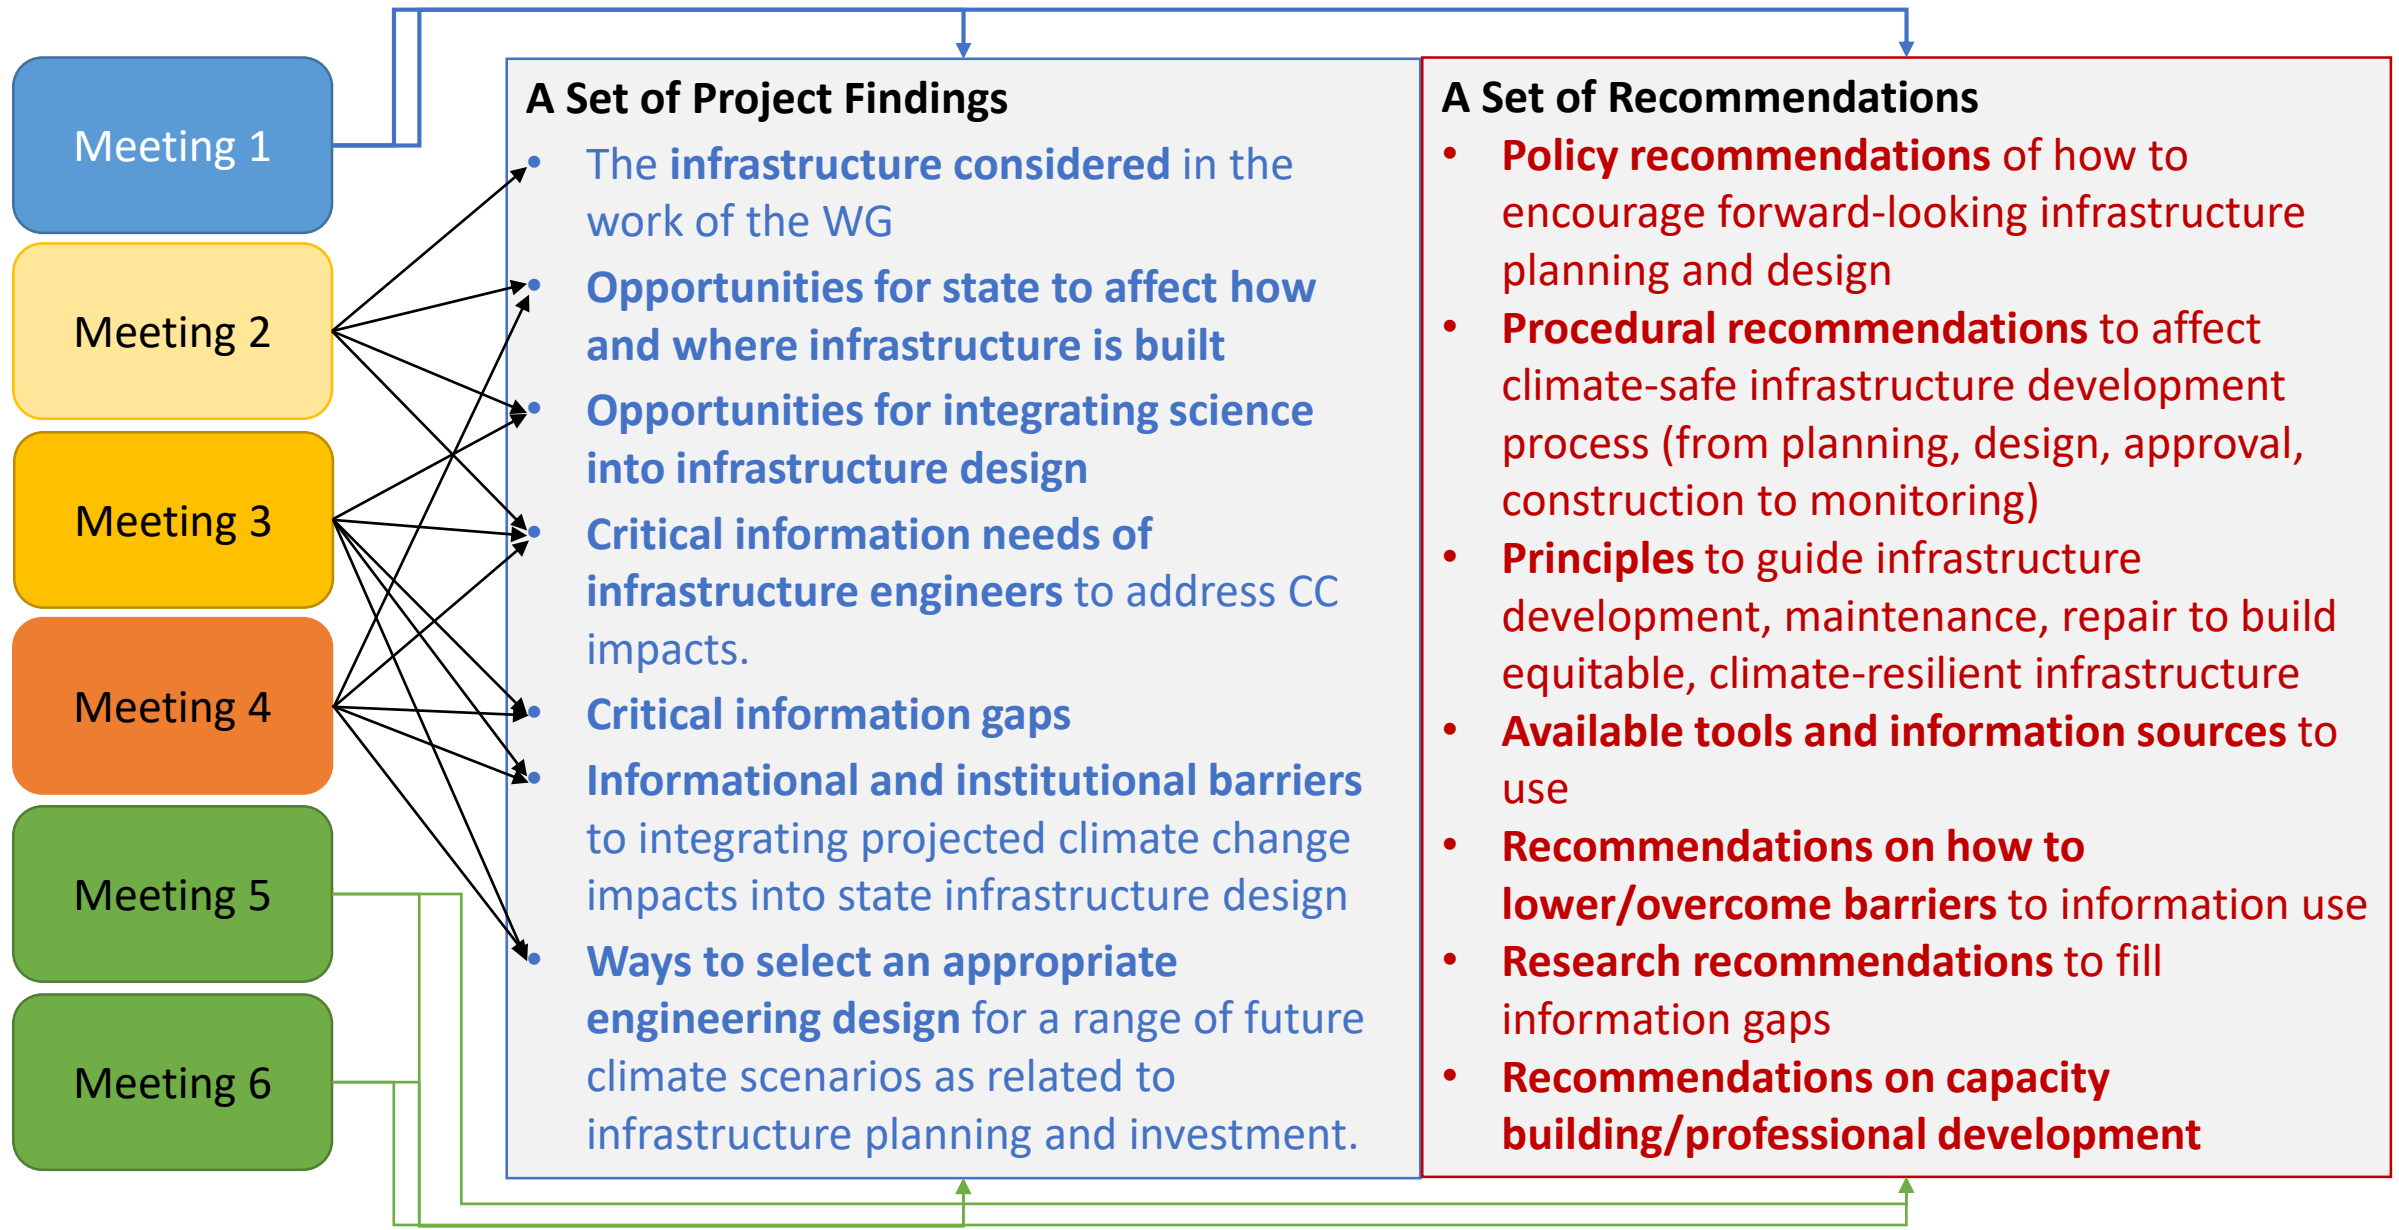 Meeting 1
Meeting 2
Meeting 3
Meeting 4
Meeting 5
Meeting 6
A Set of Project Findings
• The infrastructure considered in the
work of the WG
• Opportunities for state to affect how
and where infrastructure is built
• Opportunities for integrating science
into infrastructure design
• Critical information needs of
infrastructure engineers to address CC
impacts.
• Critical information gaps
• Informational and institutional barriers
to integrating projected climate change
impacts into state infrastructure design
• Ways to select an appropriate
engineering design for a range of future
climate scenarios as related to
infrastructure planning and investment.
A Set of Recommendations
• Policy recommendations of how to
encourage forward-looking infrastructure
planning and design
• Procedural recommendations to affect
climate-safe infrastructure development
process (from planning, design, approval,
construction to monitoring)
• Principles to guide infrastructure
development, maintenance, repair to build
equitable, climate-resilient infrastructure
• Available tools and information sources to
use
• Recommendations on how to
lower/overcome barriers to information use
• Research recommendations to fill
information gaps
• Recommendations on capacity
building/professional development